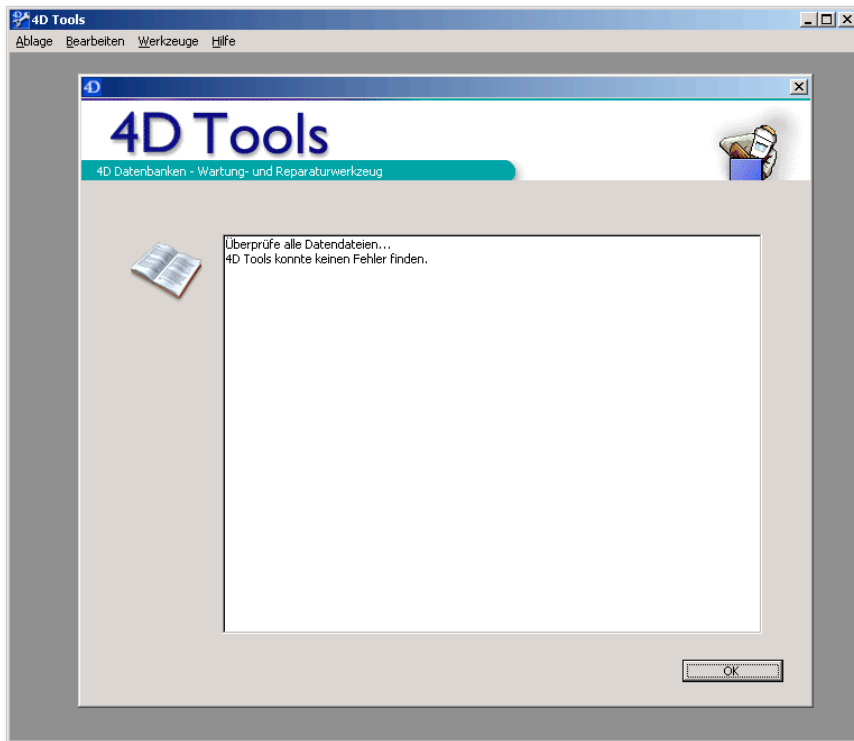 4D Tools
Ablage Bearbeiten Werkzeuge Hilfe
4D
4D Tools
4D Datenbanken - Wartung- und Reparaturwerkzeug
Überprüfe alle Datendateien...
4D Tools konnte keinen Fehler finden.
OK